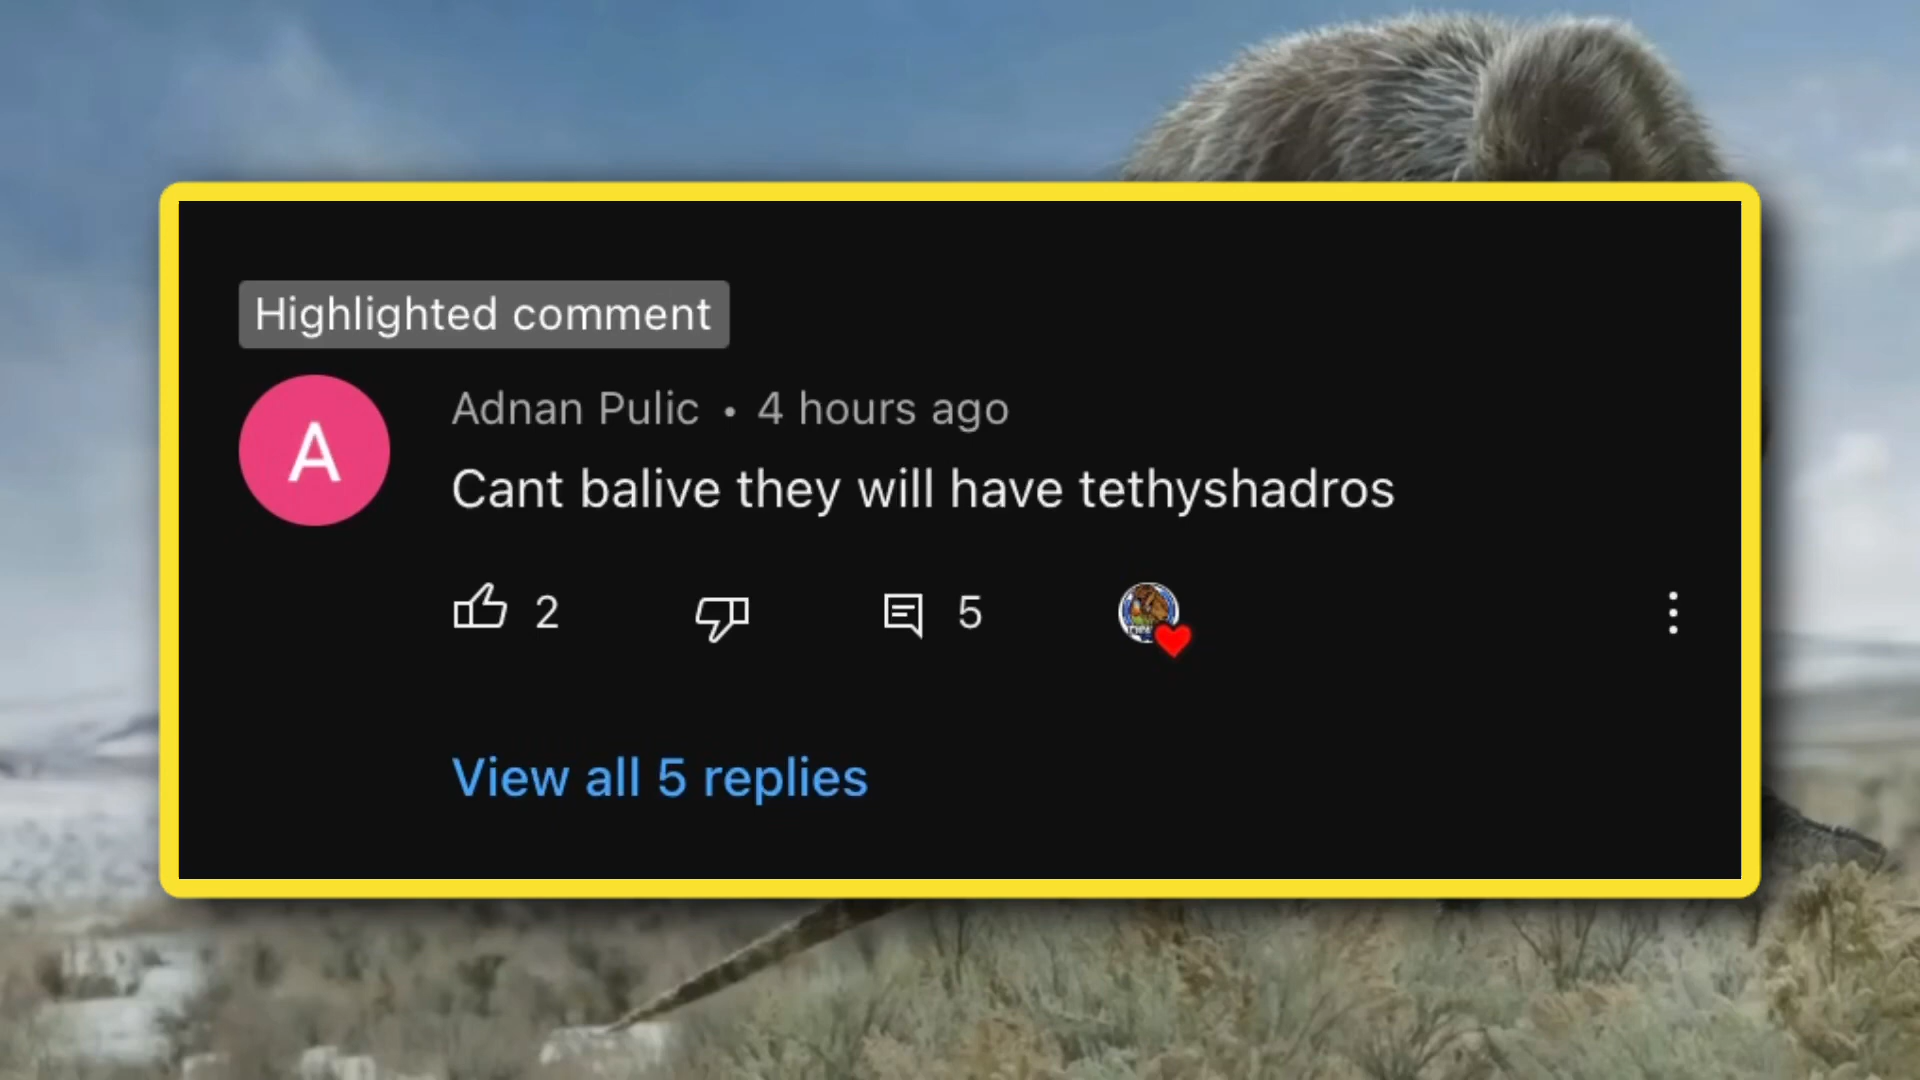 Highlighted comment
A
Adnan Pulic • 4 hours ago
Cant balive they will have tethyshadros
2
5
View all 5 replies